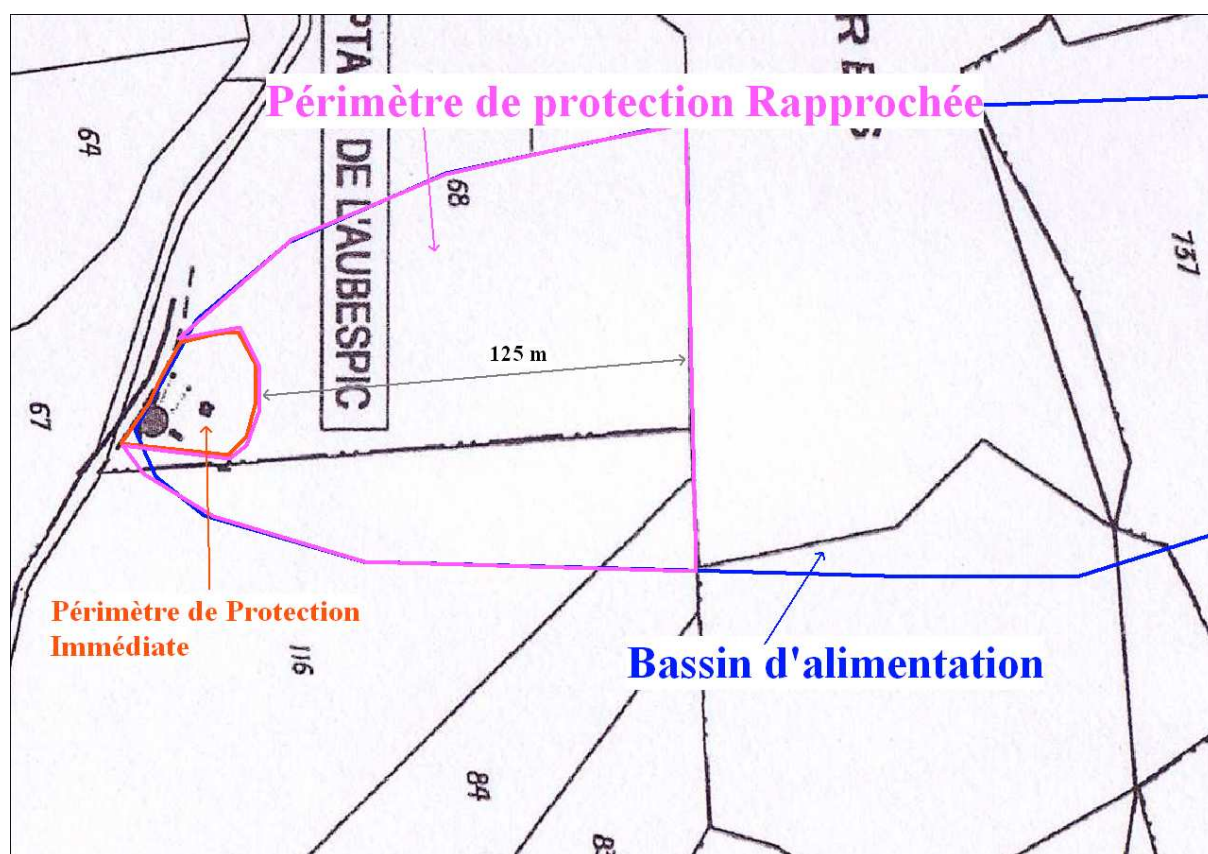 Périmètre de protection Rapprochée
DE L'AUBESPIC
64
68
737
125 m
67
Périmètre de Protection
Immédiate
116
Bassin d'alimentation
84